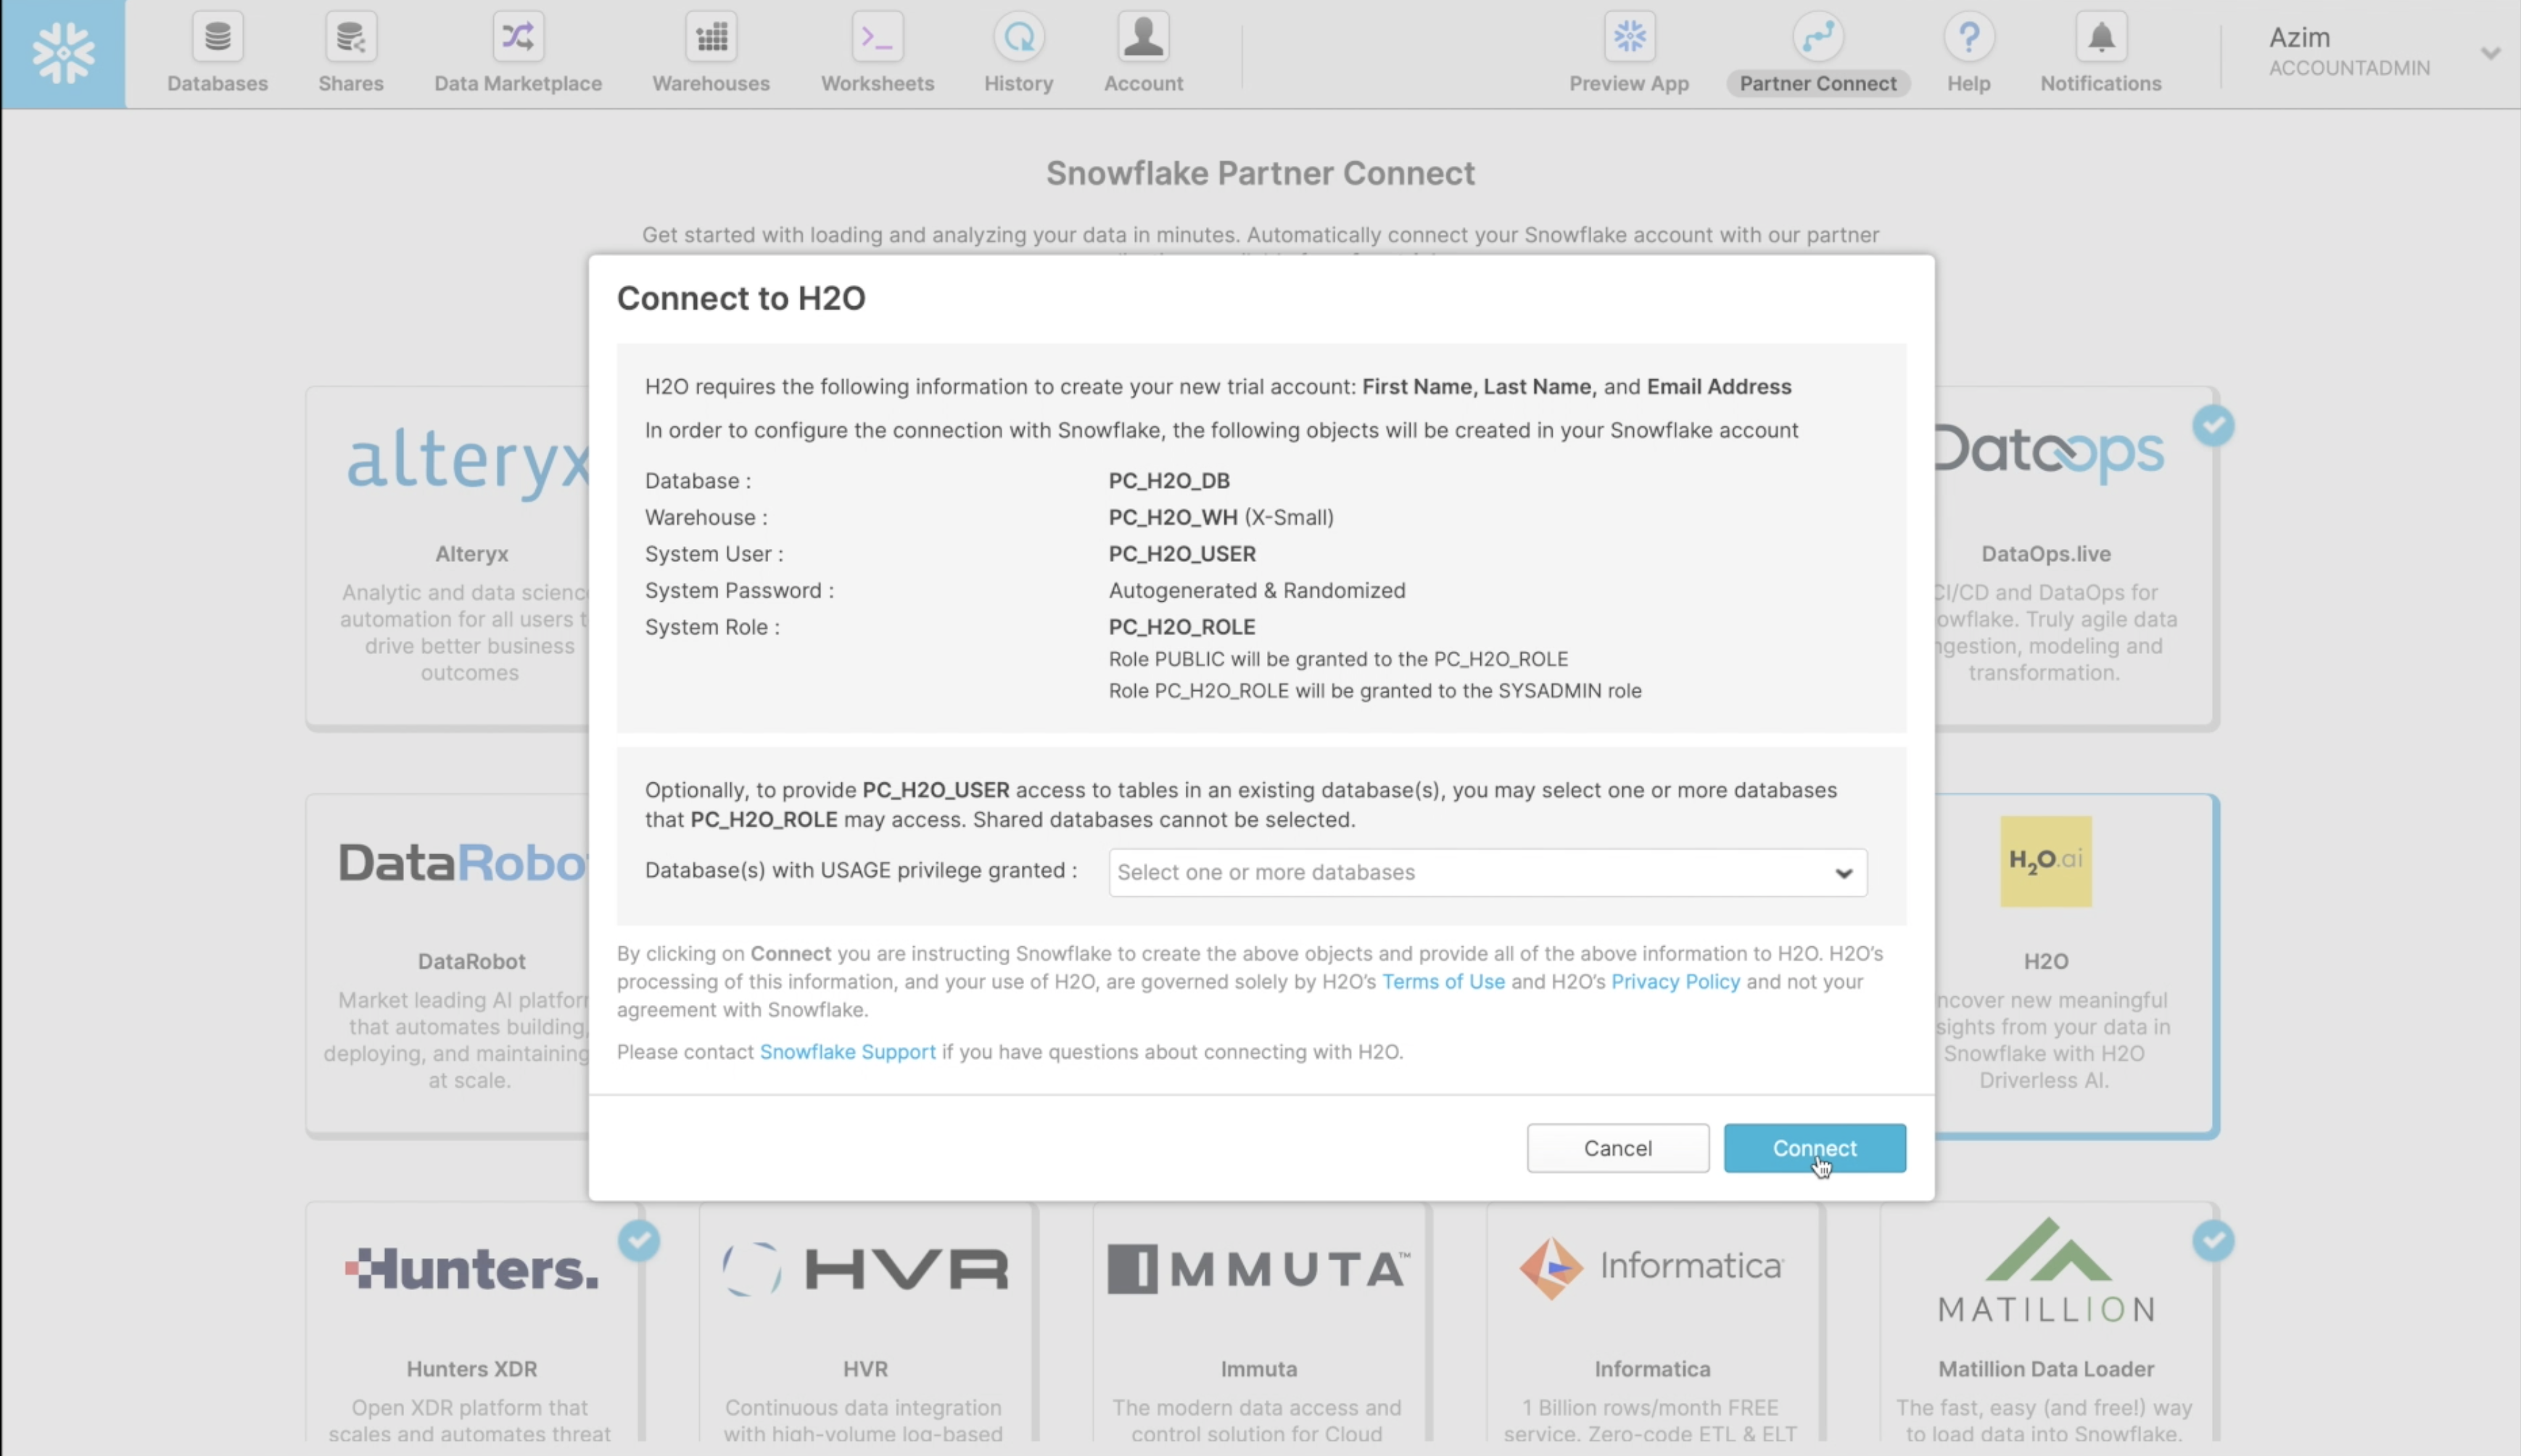 Databases
Shares
Data Marketplace
Warehouses
Worksheets
History
Account
Preview App
Partner Connect
Help
Notifications
Azim
ACCOUNTADMIN
Snowflake Partner Connect
Get started with loading and analyzing your data in minutes. Automatically connect your Snowflake account with our partner
Connect to H2O
H2O requires the following information to create your new trial account: First Name, Last Name, and Email Address
In order to configure the connection with Snowflake, the following objects will be created in your Snowflake account
Database : PC_H2O_DB
Warehouse : PC_H2O_WH (X-Small)
System User : PC_H2O_USER
System Password : Autogenerated & Randomized
System Role : PC_H2O_ROLE
Role PUBLIC will be granted to the PC_H2O_ROLE
Role PC_H2O_ROLE will be granted to the SYSADMIN role
Optionally, to provide PC_H2O_USER access to tables in an existing database(s), you may select one or more databases
that PC_H2O_ROLE may access. Shared databases cannot be selected.
Database(s) with USAGE privilege granted : Select one or more databases
By clicking on Connect you are instructing Snowflake to create the above objects and provide all of the above information to H2O. H2O's
processing of this information, and your use of H2O, are governed solely by H2O's Terms of Use and H2O's Privacy Policy and not your
agreement with Snowflake.
Please contact Snowflake Support if you have questions about connecting with H2O.
Cancel
Connect
alteryx
Alteryx
Analytic and data scienc
automation for all users t
drive better business
outcomes
Dataops
DataOps.live
CI/CD and DataOps for
owflake. Truly agile data
ngestion, modeling and
transformation.
DataRobo
DataRobot
Market leading AI platfor
that automates building,
deploying, and maintaining
at scale.
H2O.ai
H2O
ncover new meaningful
sights from your data in
Snowflake with H2O
Driverless AI.
Hunters.
Hunters XDR
Open XDR platform that
scales and automates threat
HVR
HVR
Continuous data integration
with high-volume log-based
IMMUTA™
Immuta
The modern data access and
control solution for Cloud
Informatica
Informatica
1 Billion rows/month FREE
service. Zero-code ETL & ELT
MATILLION
Matillion Data Loader
The fast, easy (and free!) way
to load data into Snowflake.